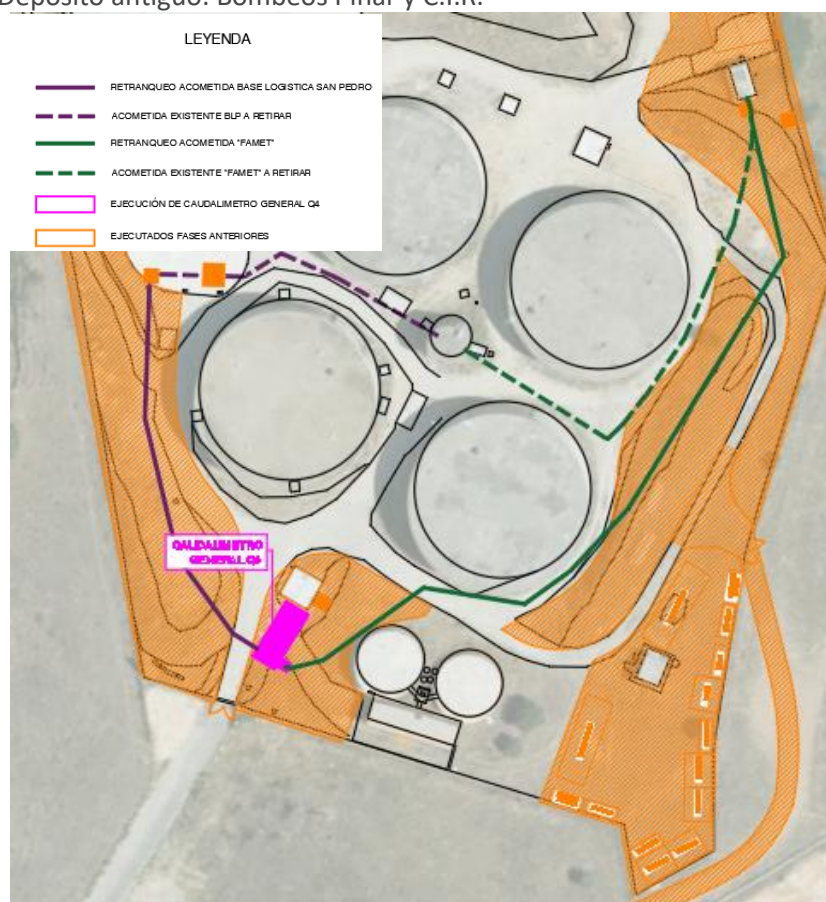 Depósito antiguo: Bombeos Pinar y C.I.R.
LEYENDA
RETRANQUEO ACOMETIDA BASE LOGISTICA SAN PEDRO
ACOMETIDA EXISTENTE BLP A RETIRAR
RETRANQUEO ACOMETIDA "FAMET"
ACOMETIDA EXISTENTE "FAMET" A RETIRAR
EJECUCIÓN DE CAUDALIMETRO GENERAL Q4
EJECUTADOS FASES ANTERIORES
CAUDALIMETRO
GENERAL Q4